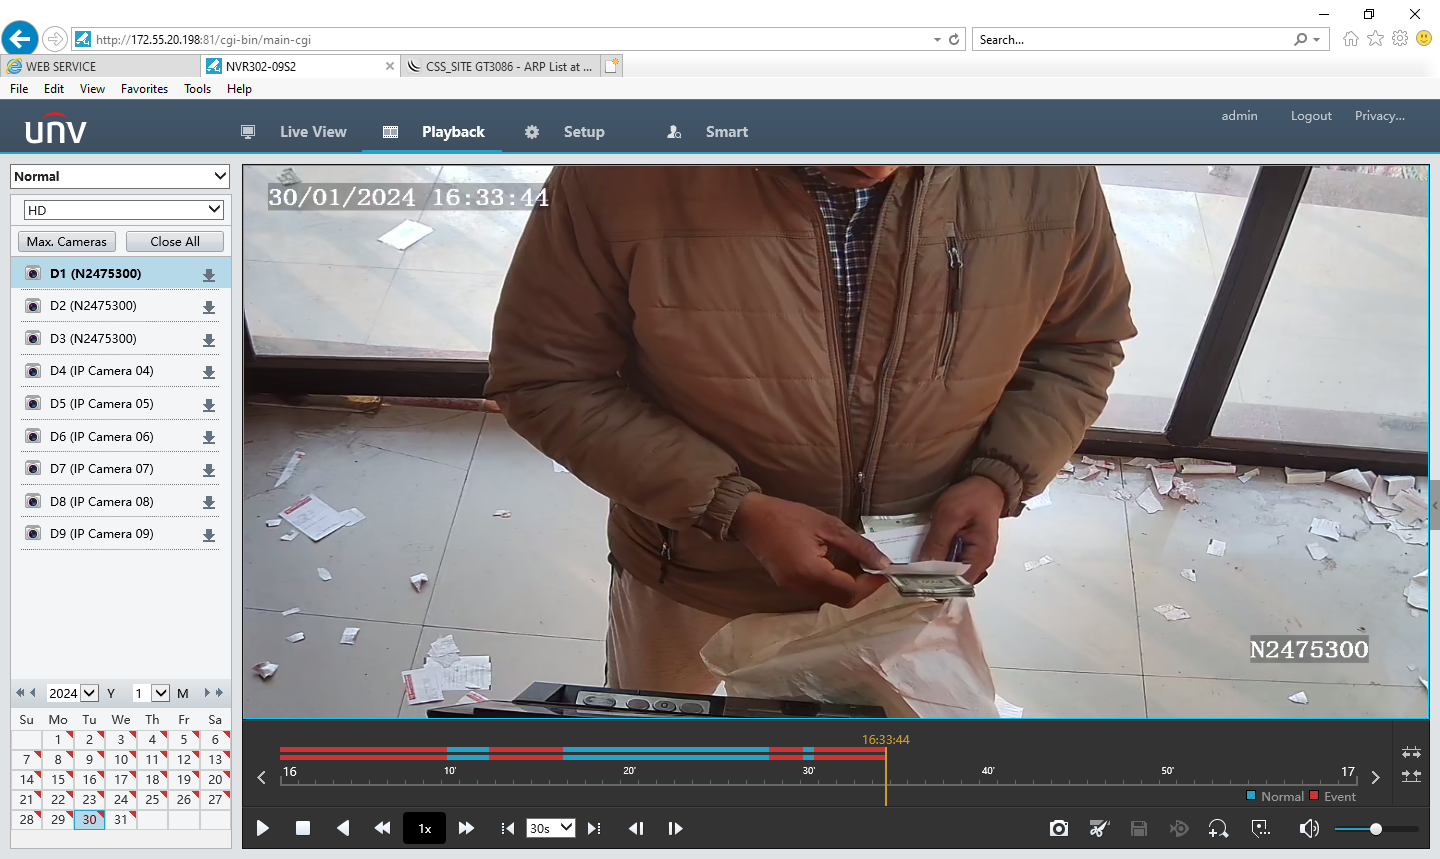 http://172.55.20.198:81/cgi-bin/main-cgi
Search...
WEB SERVICE
NVR302-09S2
CSS_SITE GT3086 - ARP List at ...
File Edit View Favorites Tools Help
unv
Live View
Playback
Setup
Smart
admin
Logout
Privacy...
Normal
HD
Max. Cameras
Close All
D1 (N2475300)
D2 (N2475300)
D3 (N2475300)
D4 (IP Camera 04)
D5 (IP Camera 05)
D6 (IP Camera 06)
D7 (IP Camera 07)
D8 (IP Camera 08)
D9 (IP Camera 09)
30/01/2024 16:33:44
N2475300
2024 Y 1 M
Su Mo Tu We Th Fr Sa
1 2 3 4 5 6
7 8 9 10 11 12 13
14 15 16 17 18 19 20
21 22 23 24 25 26 27
28 29 30 31
16:33:44
16 10' 20' 30' 40' 50' 17
Normal Event
1x
30s